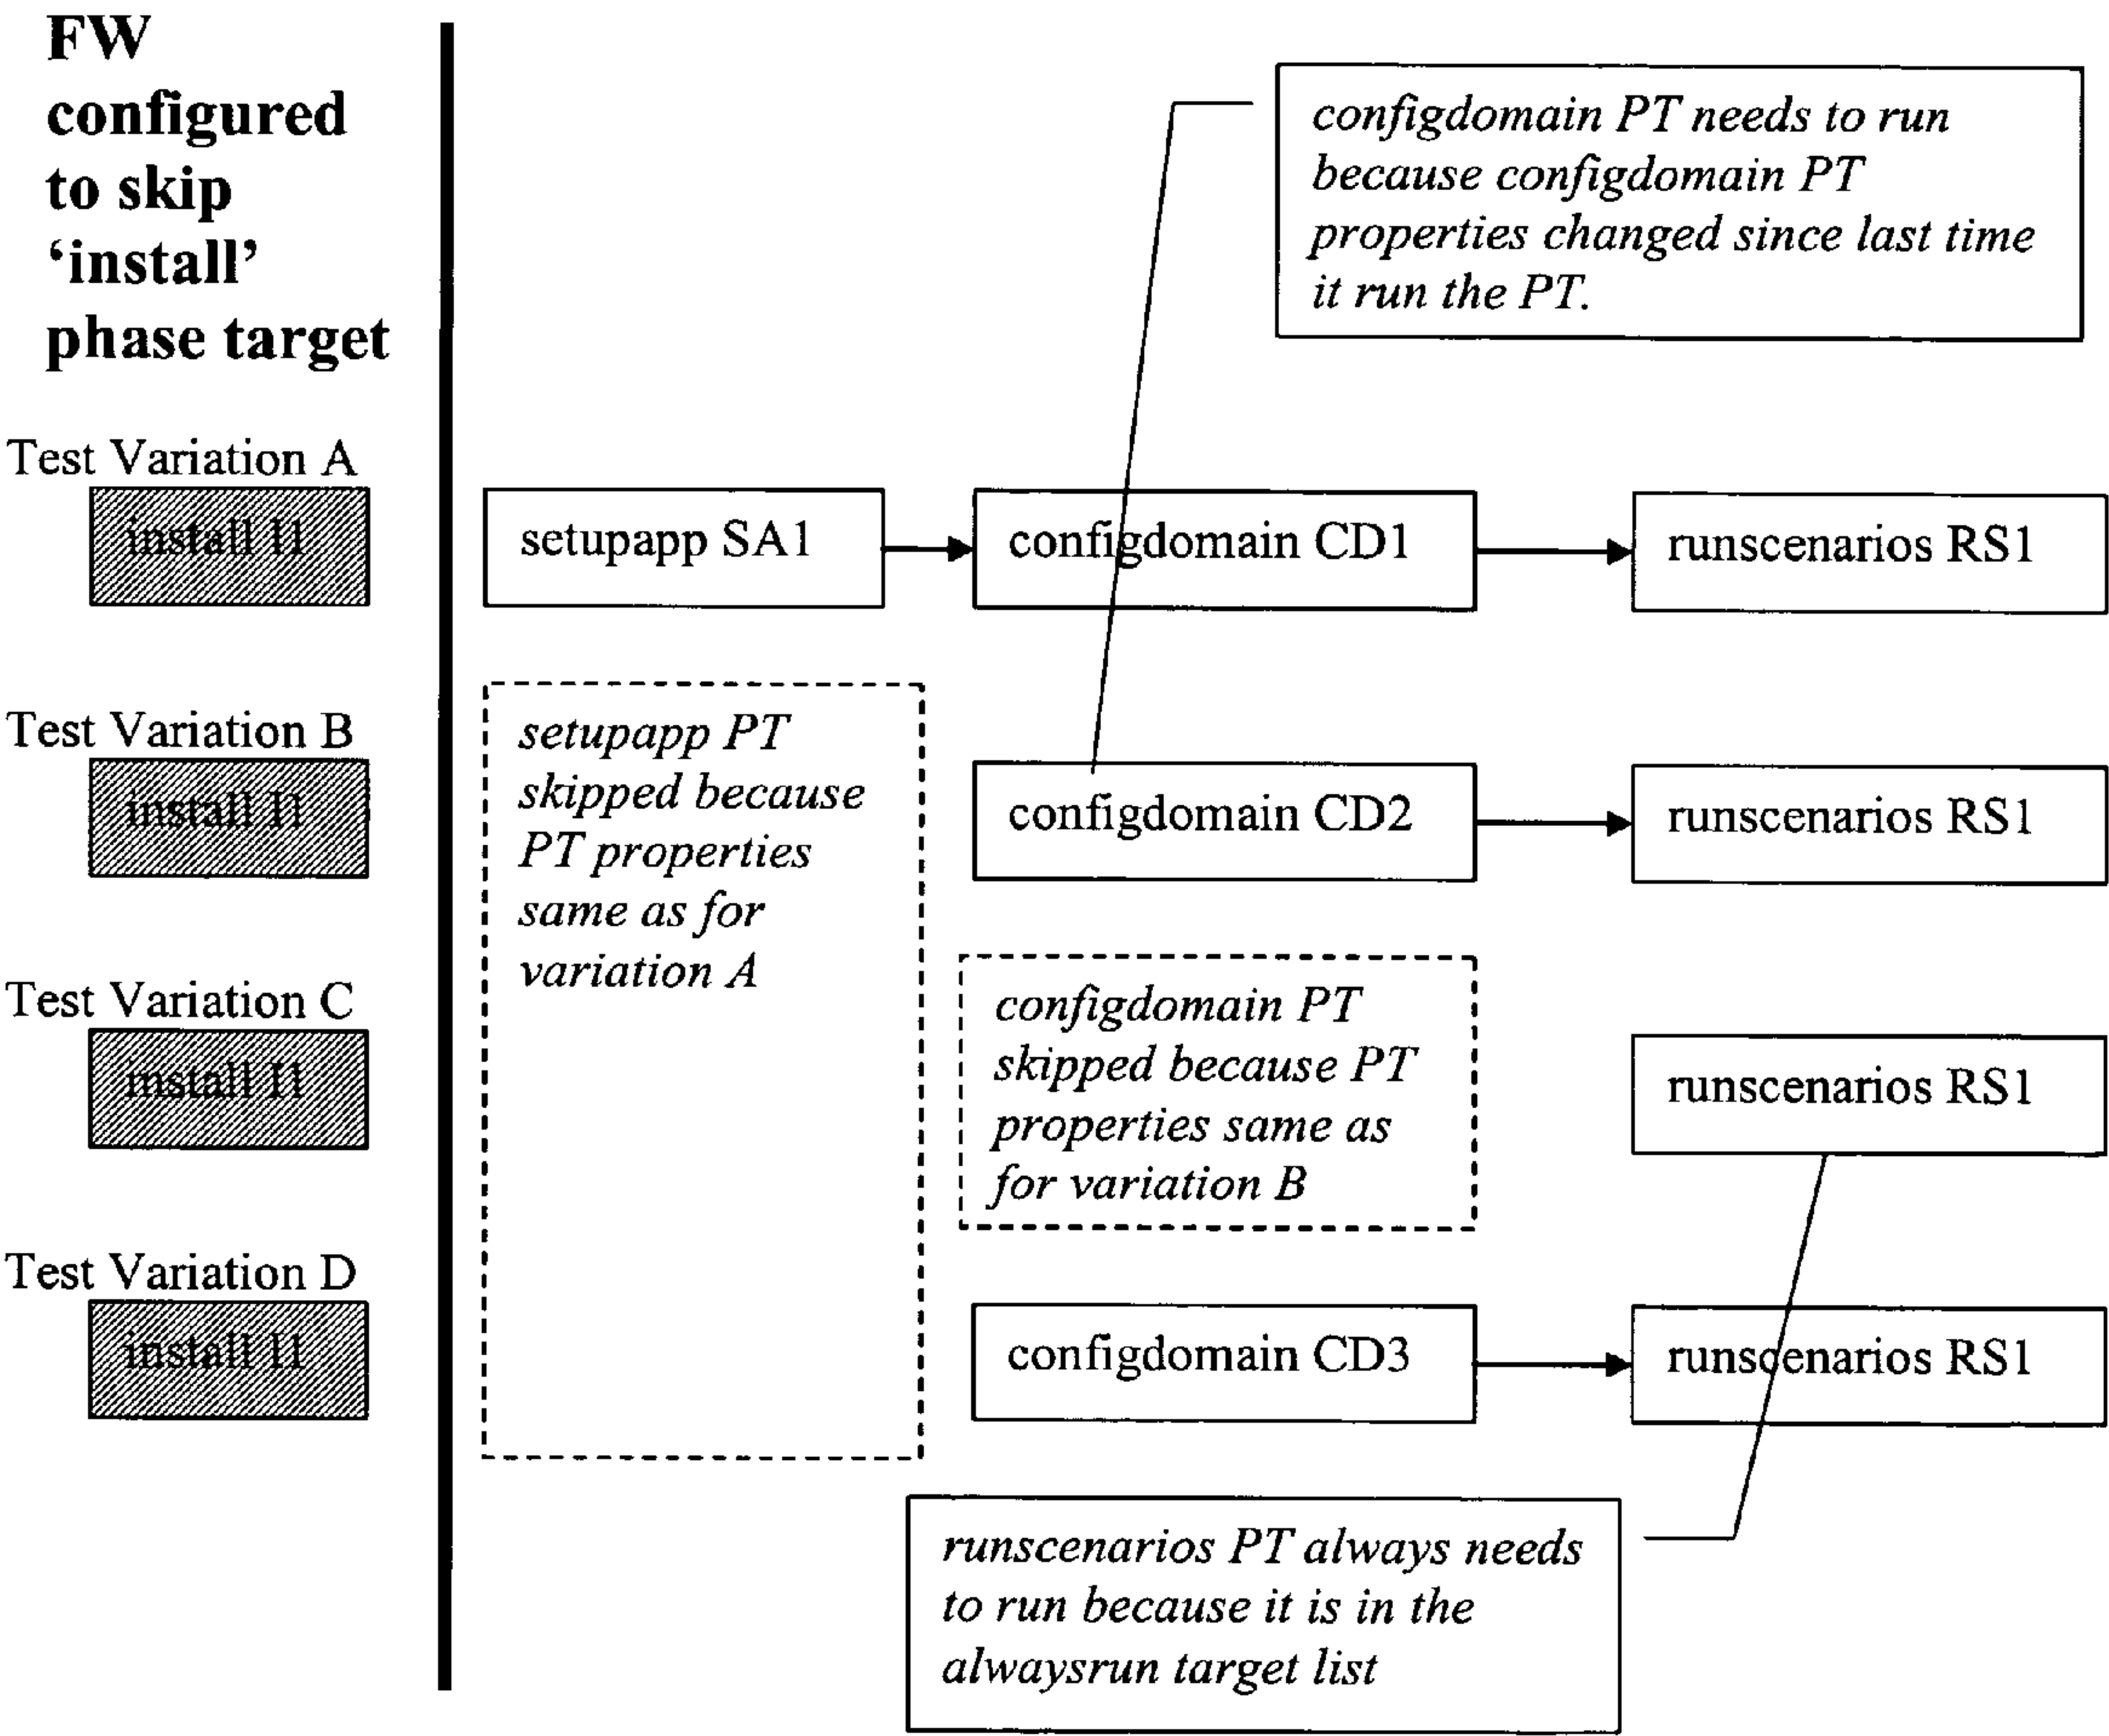 FW
configured
to skip
‘install’
phase target
configdomain PT needs to run
because configdomain PT
properties changed since last time
it run the PT.
Test Variation A
install I1
setupapp SA1
configdomain CD1
runscenarios RS1
Test Variation B
install I1
setupapp PT
skipped because
PT properties
same as for
variation A
configdomain CD2
runscenarios RS1
Test Variation C
install I1
configdomain PT
skipped because PT
properties same as
for variation B
runscenarios RS1
Test Variation D
install I1
configdomain CD3
runscenarios RS1
runscenarios PT always needs
to run because it is in the
alwaysrun target list